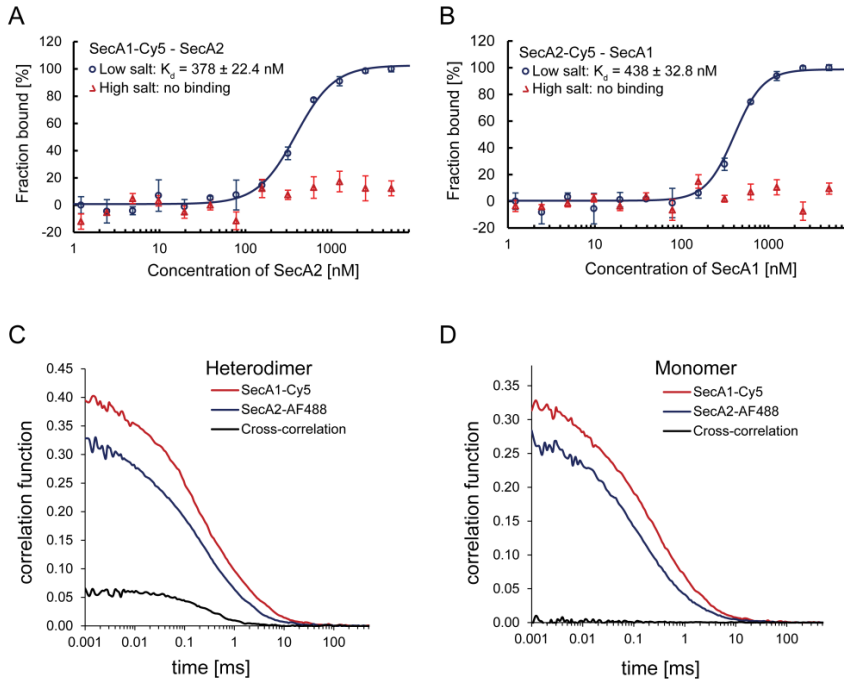 A
SecA1-Cy5 - SecA2
Low salt: Kd = 378 ± 22.4 nM
High salt: no binding
Fraction bound [%]
120
100
80
60
40
20
0
-20
1 10 100 1000
Concentration of SecA2 [nM]
B
SecA2-Cy5 - SecA1
Low salt: Kd = 438 ± 32.8 nM
High salt: no binding
Fraction bound [%]
120
100
80
60
40
20
0
-20
1 10 100 1000
Concentration of SecA1 [nM]
C
Heterodimer
SecA1-Cy5
SecA2-AF488
Cross-correlation
correlation function
0.45
0.40
0.35
0.30
0.25
0.20
0.15
0.10
0.05
0.00
0.001 0.01 0.1 1 10 100
time [ms]
D
Monomer
SecA1-Cy5
SecA2-AF488
Cross-correlation
correlation function
0.35
0.30
0.25
0.20
0.15
0.10
0.05
0.00
0.001 0.01 0.1 1 10 100
time [ms]